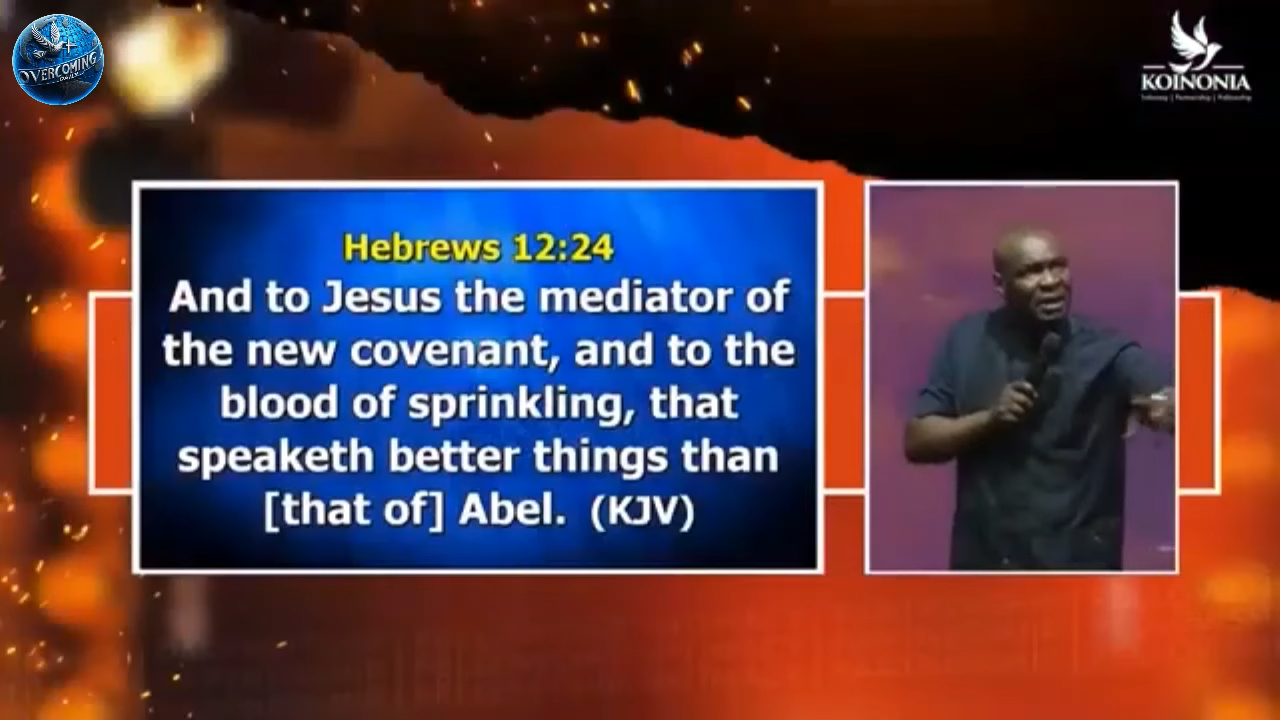 OVERCOMING
KOINONIA
Hebrews 12:24
And to Jesus the mediator of
the new covenant, and to the
blood of sprinkling, that
speaketh better things than
[that of] Abel. (KJV)